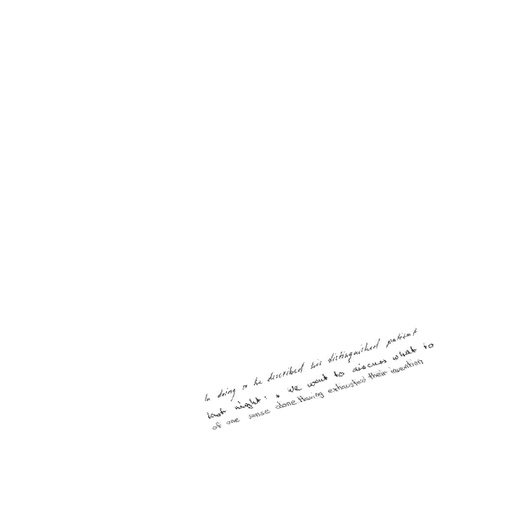 In doing so he described his distinguished patient
last night: " We want to discuss what to
of one sense alone Having exhausted their invention